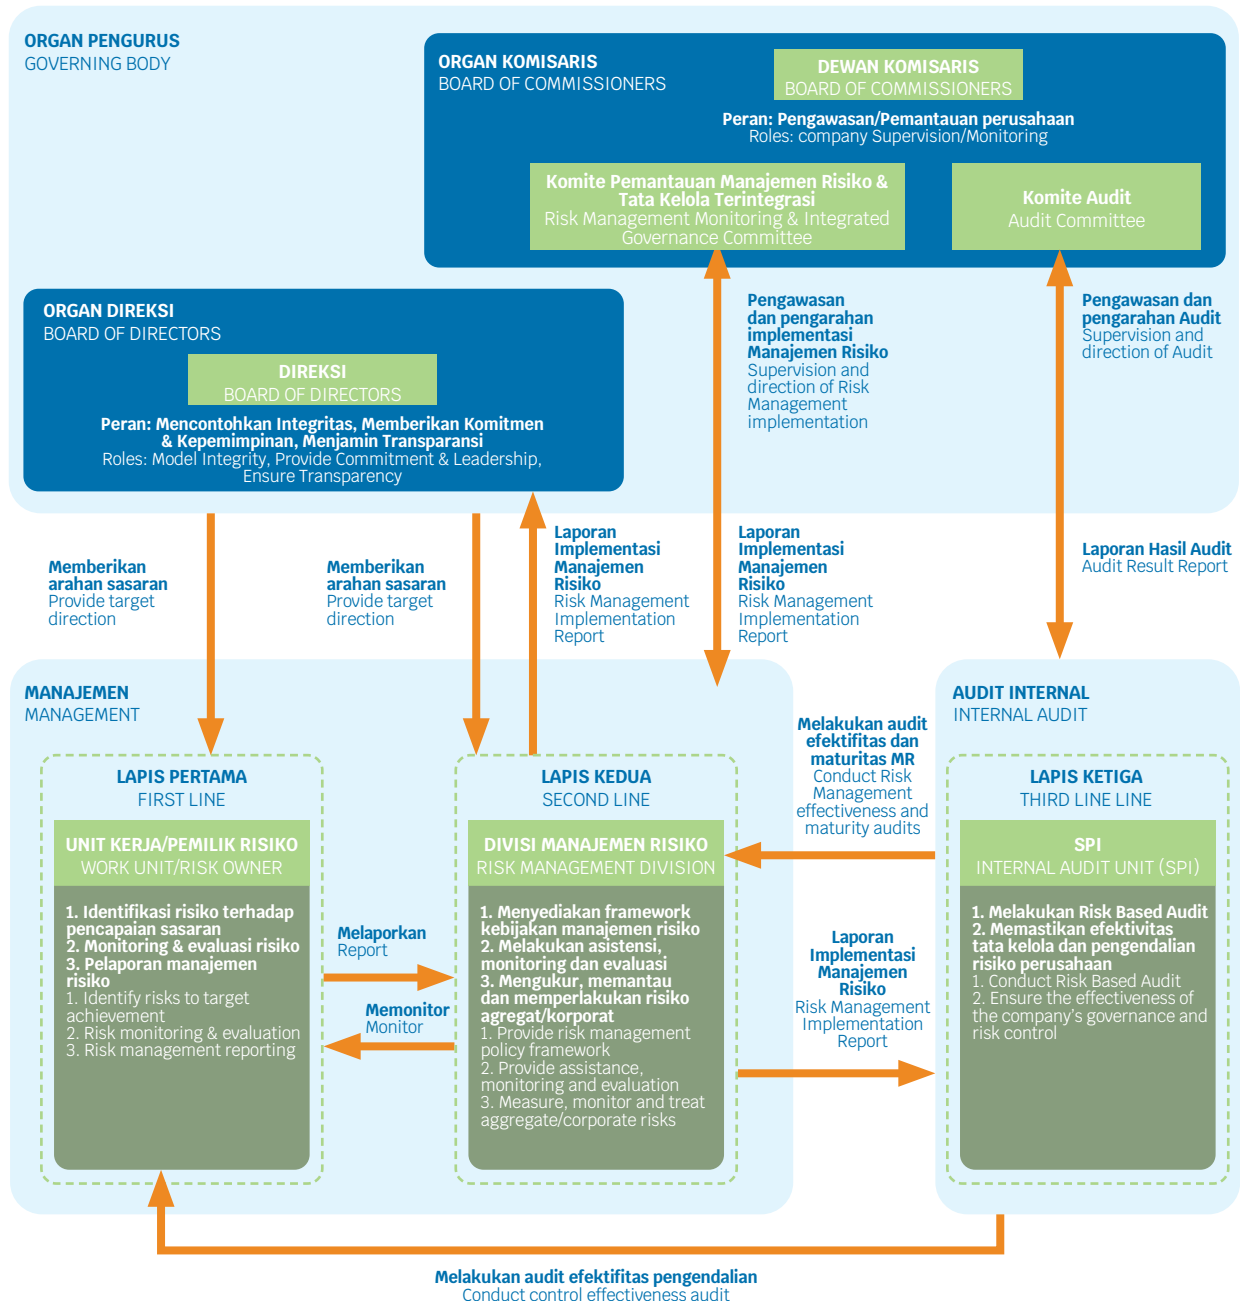 ORGAN PENGURUS
GOVERNING BODY
ORGAN KOMISARIS
BOARD OF COMMISSIONERS
DEWAN KOMISARIS
BOARD OF COMMISSIONERS
Peran: Pengawasan/Pemantauan perusahaan
Roles: company Supervision/Monitoring
Komite Pemantauan Manajemen Risiko &
Tata Kelola Terintegrasi
Risk Management Monitoring & Integrated
Governance Committee
Komite Audit
Audit Committee
ORGAN DIREKSI
BOARD OF DIRECTORS
DIREKSI
BOARD OF DIRECTORS
Peran: Mencontohkan Integritas, Memberikan Komitmen
& Kepemimpinan, Menjamin Transparansi
Roles: Model Integrity, Provide Commitment & Leadership,
Ensure Transparency
Pengawasan
dan pengarahan
implementasi
Manajemen Risiko
Supervision and
direction of Risk
Management
implementation
Pengawasan dan
pengarahan Audit
Supervision and
direction of Audit
Memberikan
arahan sasaran
Provide target
direction
Memberikan
arahan sasaran
Provide target
direction
Laporan
Implementasi
Manajemen
Risiko
Risk Management
Implementation
Report
Laporan
Implementasi
Manajemen
Risiko
Risk Management
Implementation
Report
Laporan Hasil Audit
Audit Result Report
MANAJEMEN
MANAGEMENT
AUDIT INTERNAL
INTERNAL AUDIT
LAPIS PERTAMA
FIRST LINE
UNIT KERJA/PEMILIK RISIKO
WORK UNIT/RISK OWNER
1. Identifikasi risiko terhadap
pencapaian sasaran
2. Monitoring & evaluasi risiko
3. Pelaporan manajemen
risiko
1. Identify risks to target
achievement
2. Risk monitoring & evaluation
3. Risk management reporting
Melaporkan
Report
Memonitor
Monitor
LAPIS KEDUA
SECOND LINE
DIVISI MANAJEMEN RISIKO
RISK MANAGEMENT DIVISION
1. Menyediakan framework
kebijakan manajemen risiko
2. Melakukan asistensi,
monitoring dan evaluasi
3. Mengukur, memantau
dan memperlakukan risiko
agregat/korporat
1. Provide risk management
policy framework
2. Provide assistance,
monitoring and evaluation
3. Measure, monitor and treat
aggregate/corporate risks
Melakukan audit
efektifitas dan
maturitas MR
Conduct Risk
Management
effectiveness and
maturity audits
Laporan
Implementasi
Manajemen
Risiko
Risk Management
Implementation
Report
LAPIS KETIGA
THIRD LINE LINE
SPI
INTERNAL AUDIT UNIT (SPI)
1. Melakukan Risk Based Audit
2. Memastikan efektivitas
tata kelola dan pengendalian
risiko perusahaan
1. Conduct Risk Based Audit
2. Ensure the effectiveness of
the company's governance and
risk control
Melakukan audit efektifitas pengendalian
Conduct control effectiveness audit